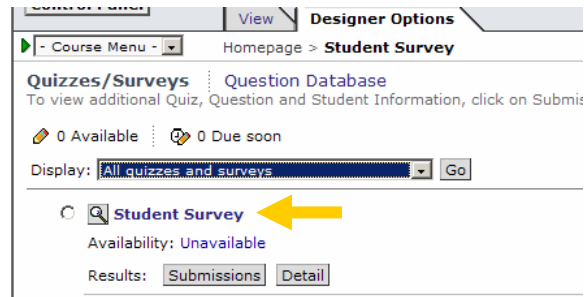 Control Panel
View Designer Options
- Course Menu - Homepage > Student Survey
Quizzes/Surveys Question Database
To view additional Quiz, Question and Student Information, click on Submis
0 Available 0 Due soon
Display: All quizzes and surveys Go
Student Survey
Availability: Unavailable
Results: Submissions Detail